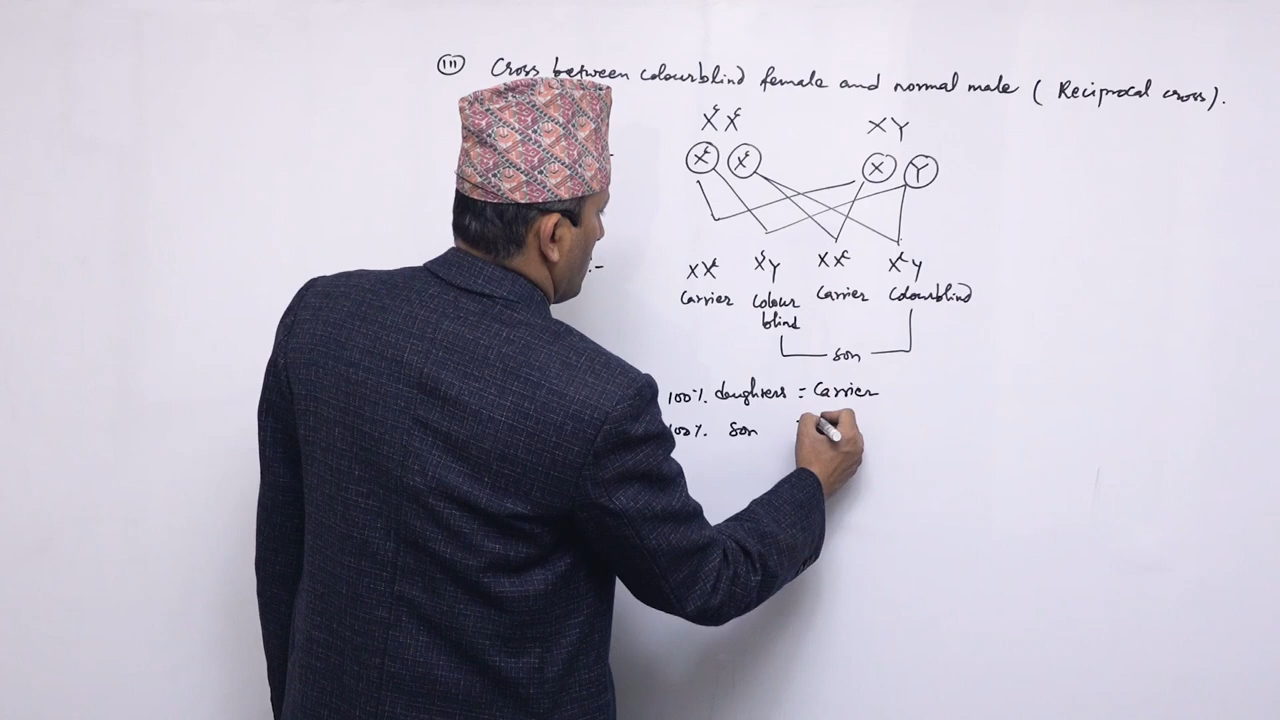 (iii) Cross between colourblind female and normal male ( Reciprocal cross).
XᶜXᶜ XY
Xᶜ Xᶜ X Y
XXᶜ XᶜY XXᶜ XᶜY
Carrier Colour blind Carrier Colourblind
son
100% daughters = Carrier
100% son